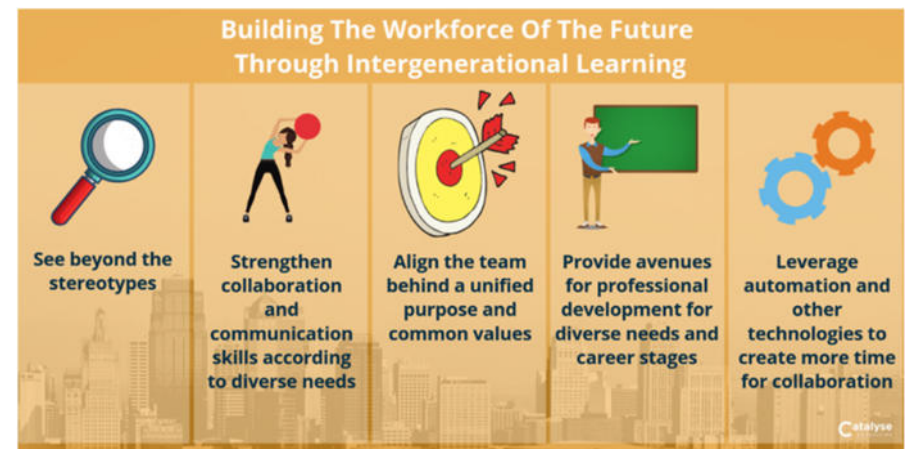 Building The Workforce Of The Future
Through Intergenerational Learning
See beyond the
stereotypes
Strengthen
collaboration
and
communication
skills according
to diverse needs
Align the team
behind a unified
purpose and
common values
Provide avenues
for professional
development for
diverse needs and
career stages
Leverage
automation and
other
technologies to
create more time
for collaboration
Catalyse